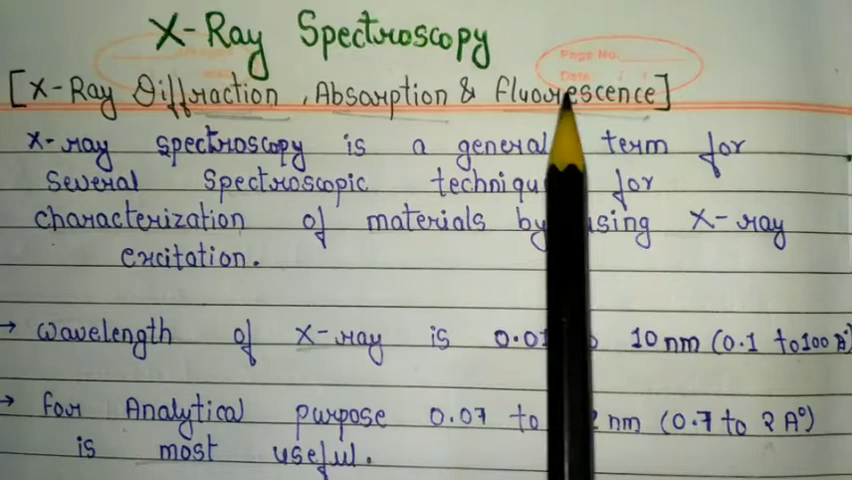 X-Ray Spectroscopy
Page No.
Date
[X-Ray Diffraction, Absorption & Fluorescence]
x-ray spectroscopy is a general term for
several spectroscopic for
characterization of materials by using X-ray
excitation.
→ wavelength of x-ray is 10 nm (0.1 to 100 Å)
→ for Analytical purpose 0.07 to nm (0.7 to 2 A°)
is most useful.